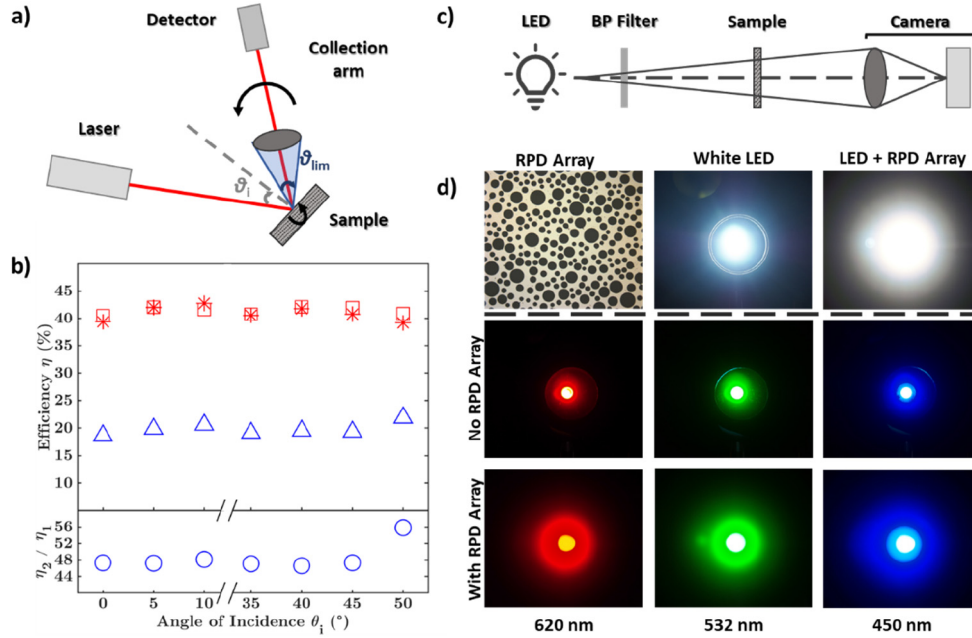 a)
Detector
Collection
arm
Laser
ϑi
ϑlim
Sample
b)
Efficiency η (%)
45
40
35
30
25
20
15
10
η2 / η1
56
52
48
44
0 5 10 35 40 45 50
Angle of Incidence θi (°)
c)
LED BP Filter Sample Camera
d)
RPD Array White LED LED + RPD Array
No RPD Array
With RPD Array
620 nm 532 nm 450 nm